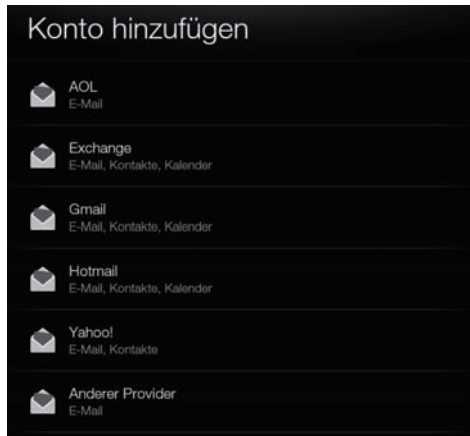 Konto hinzufügen
AOL
E-Mail
Exchange
E-Mail, Kontakte, Kalender
Gmail
E-Mail, Kontakte, Kalender
Hotmail
E-Mail, Kontakte, Kalender
Yahoo!
E-Mail, Kontakte
Anderer Provider
E-Mail